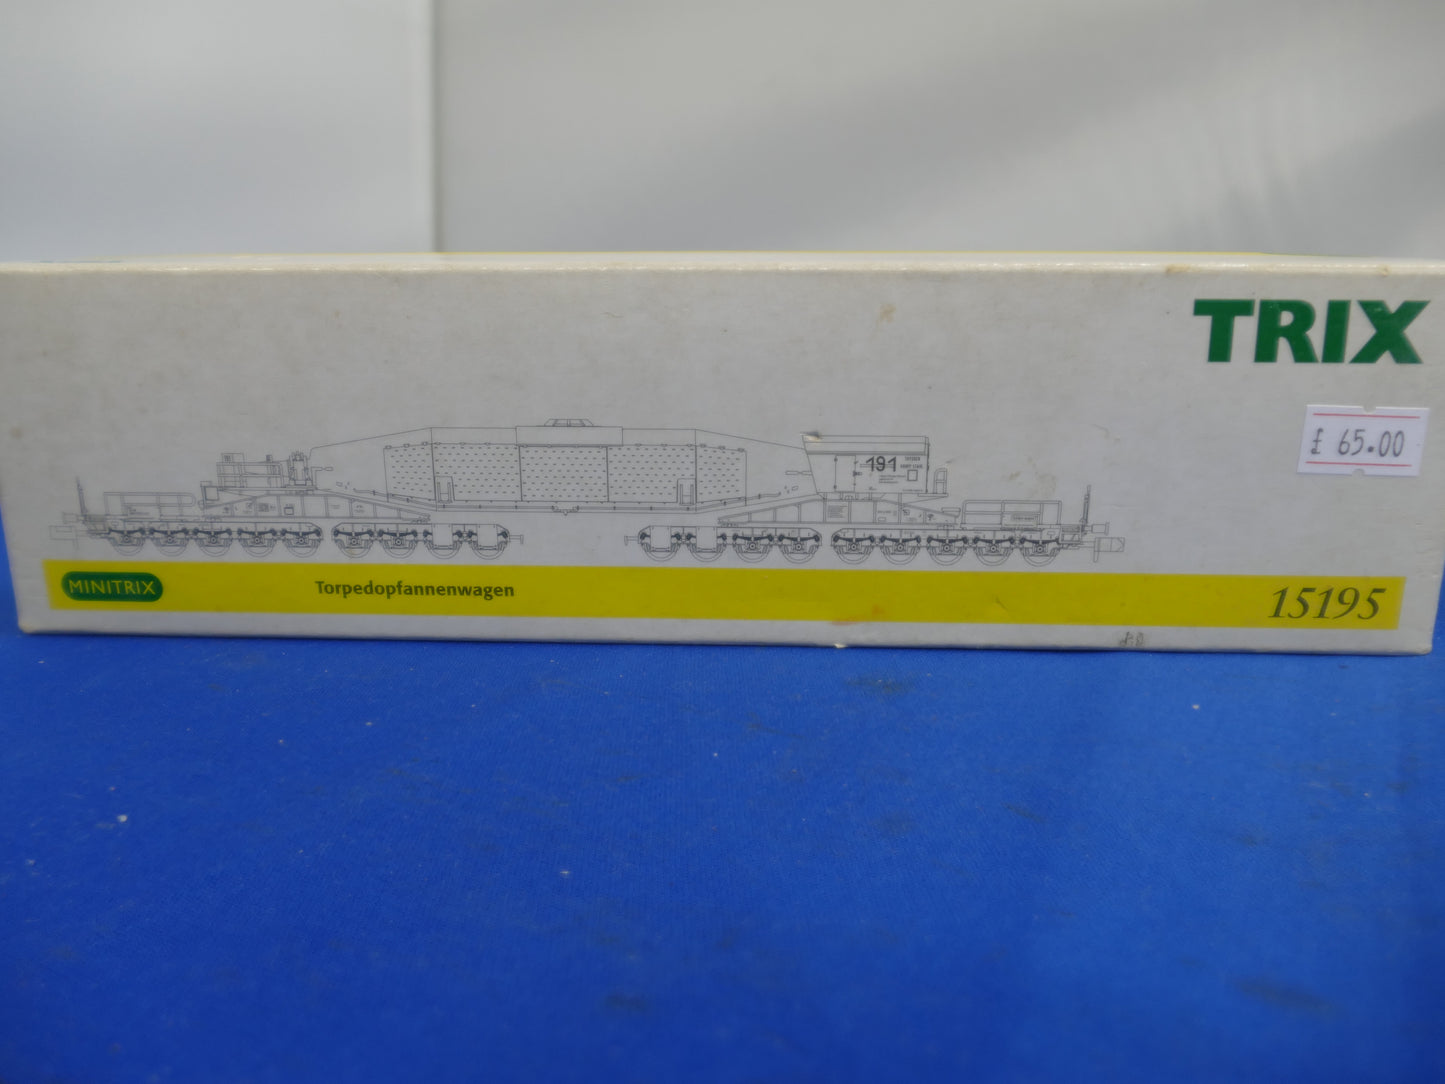 TRIX
£ 65.00
191
MINITRIX
Torpedopfannenwagen
15195